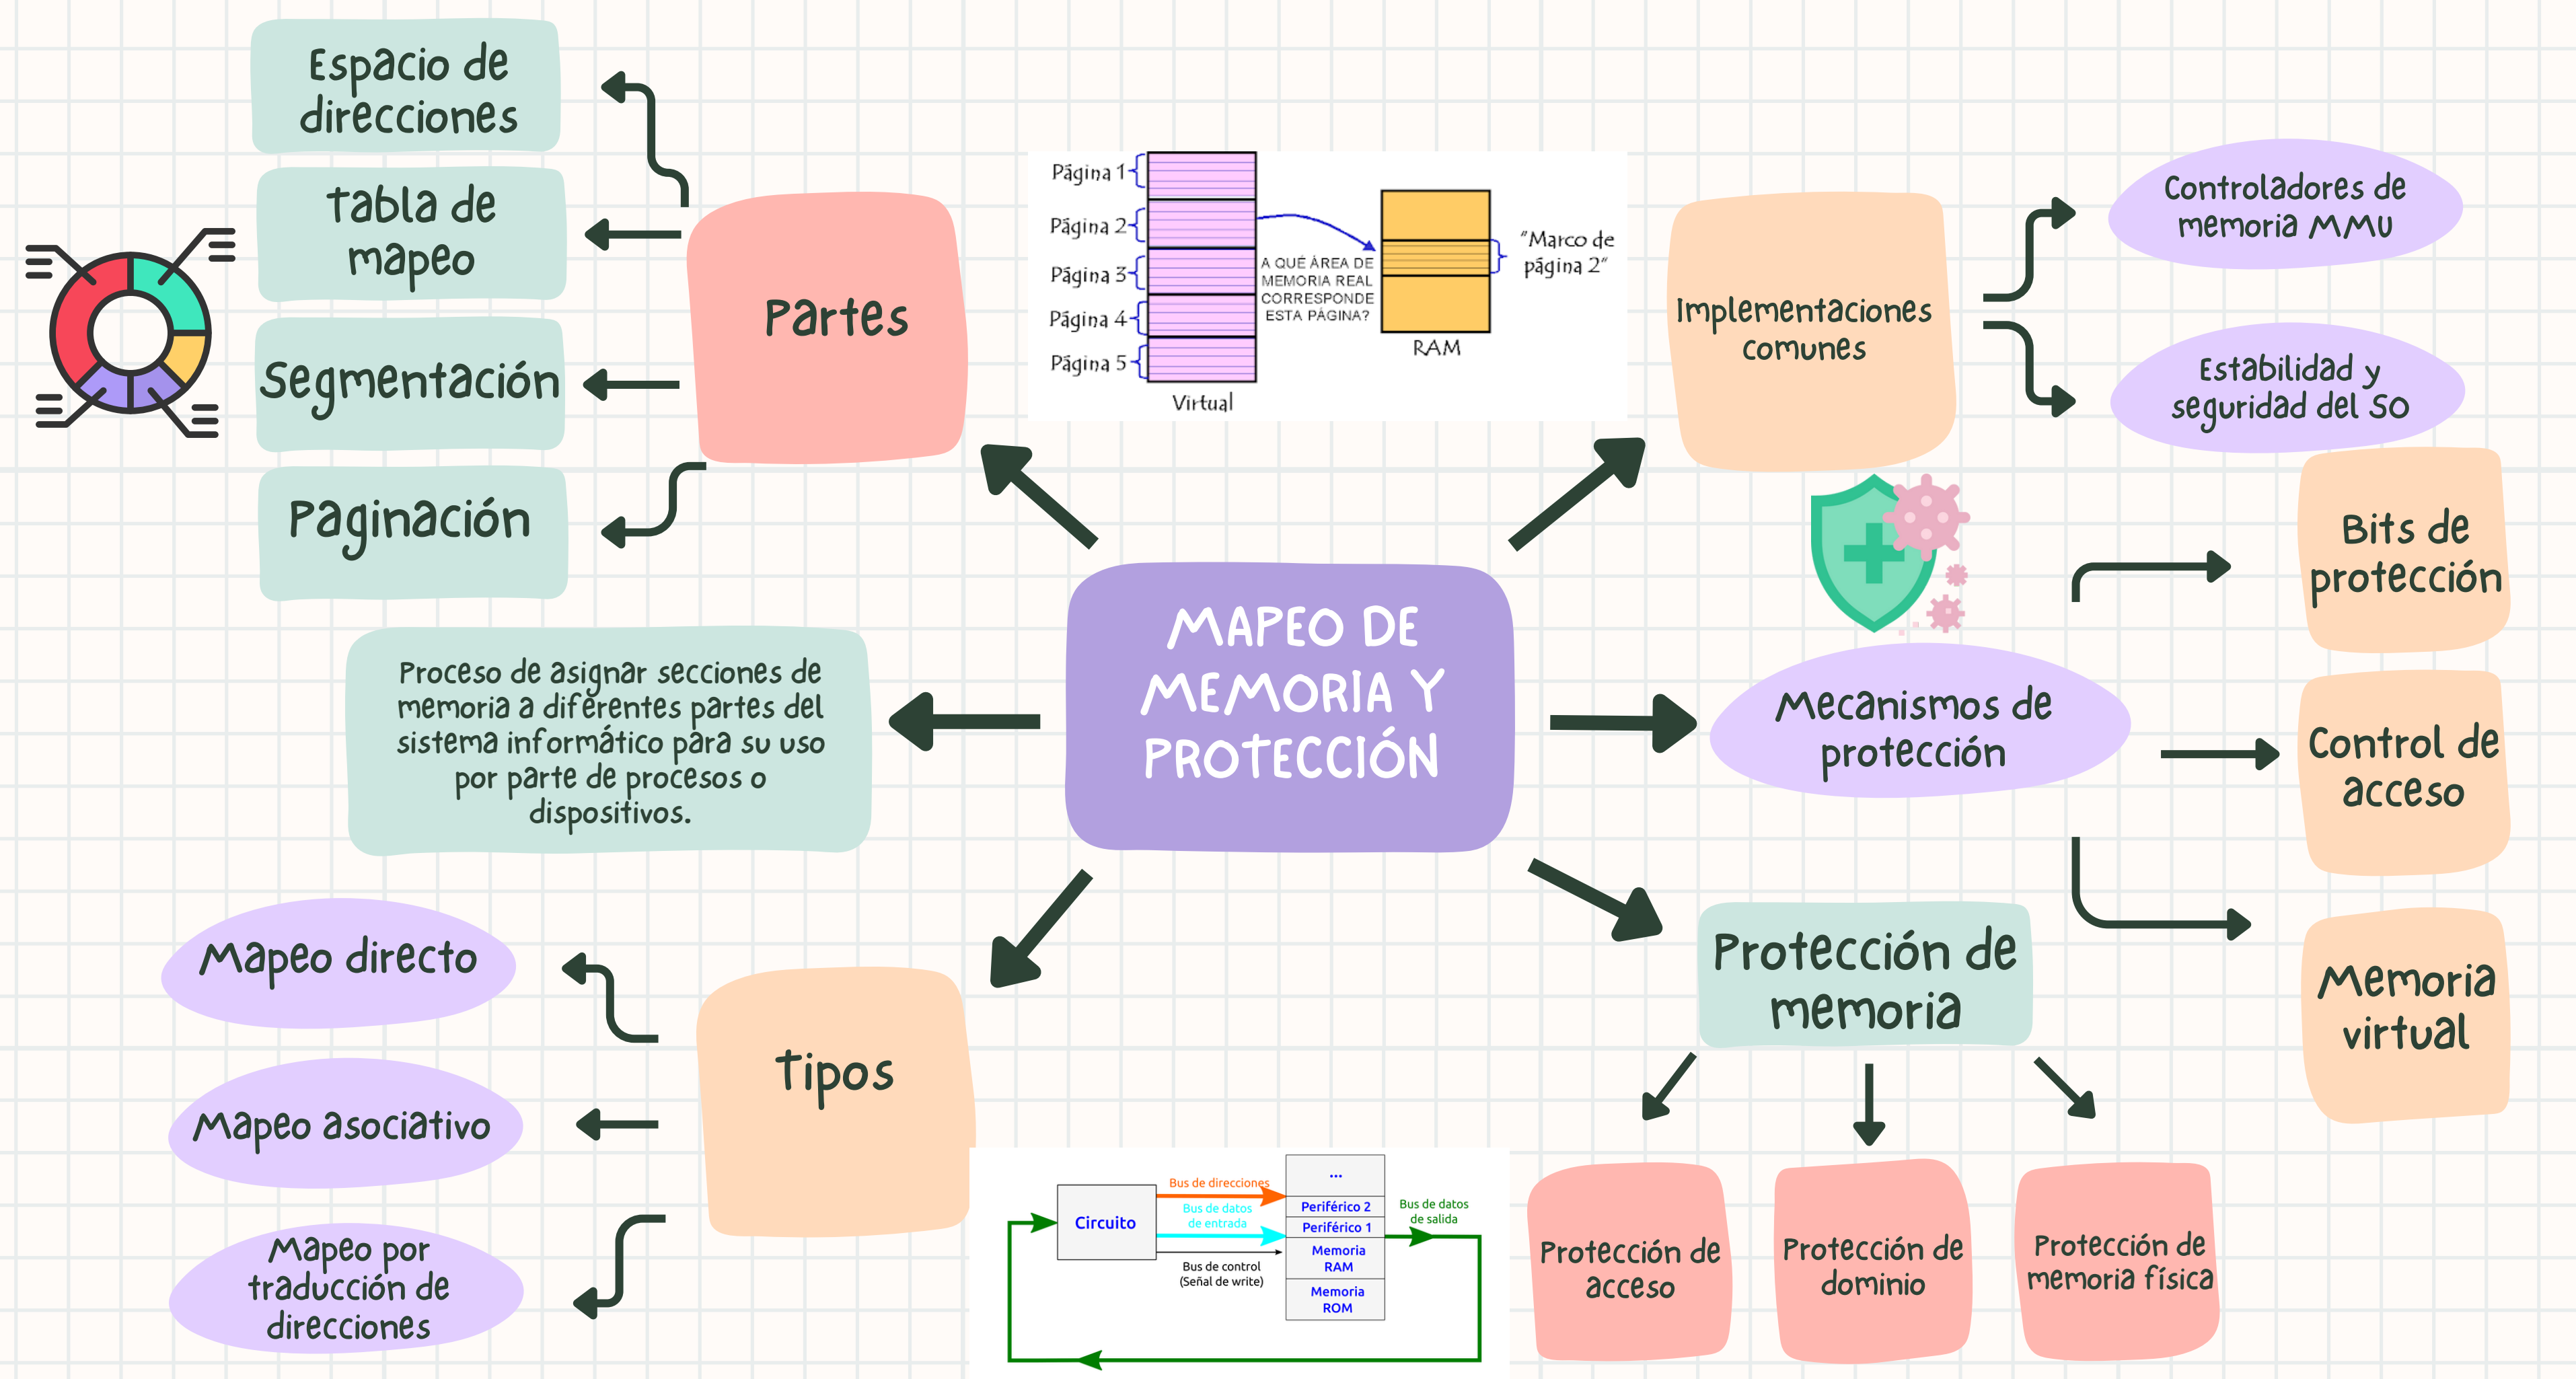 Espacio de
direcciones
Tabla de
mapeo
Segmentación
Paginación
Partes
Página 1
Página 2
Página 3
Página 4
Página 5
Virtual
A QUÉ ÁREA DE
MEMORIA REAL
CORRESPONDE
ESTA PÁGINA?
"Marco de
página 2"
RAM
Implementaciones
comunes
Controladores de
memoria MMU
Estabilidad y
seguridad del SO
MAPEO DE
MEMORIA Y
PROTECCIÓN
Proceso de asignar secciones de
memoria a diferentes partes del
sistema informático para su uso
por parte de procesos o
dispositivos.
Mecanismos de
protección
Bits de
protección
Control de
acceso
Memoria
virtual
Tipos
Mapeo directo
Mapeo asociativo
Mapeo por
traducción de
direcciones
Circuito
Bus de direcciones
Bus de datos
de entrada
Bus de control
(Señal de write)
...
Periférico 2
Periférico 1
Memoria
RAM
Memoria
ROM
Bus de datos
de salida
Protección de
memoria
Protección de
acceso
Protección de
dominio
Protección de
memoria física